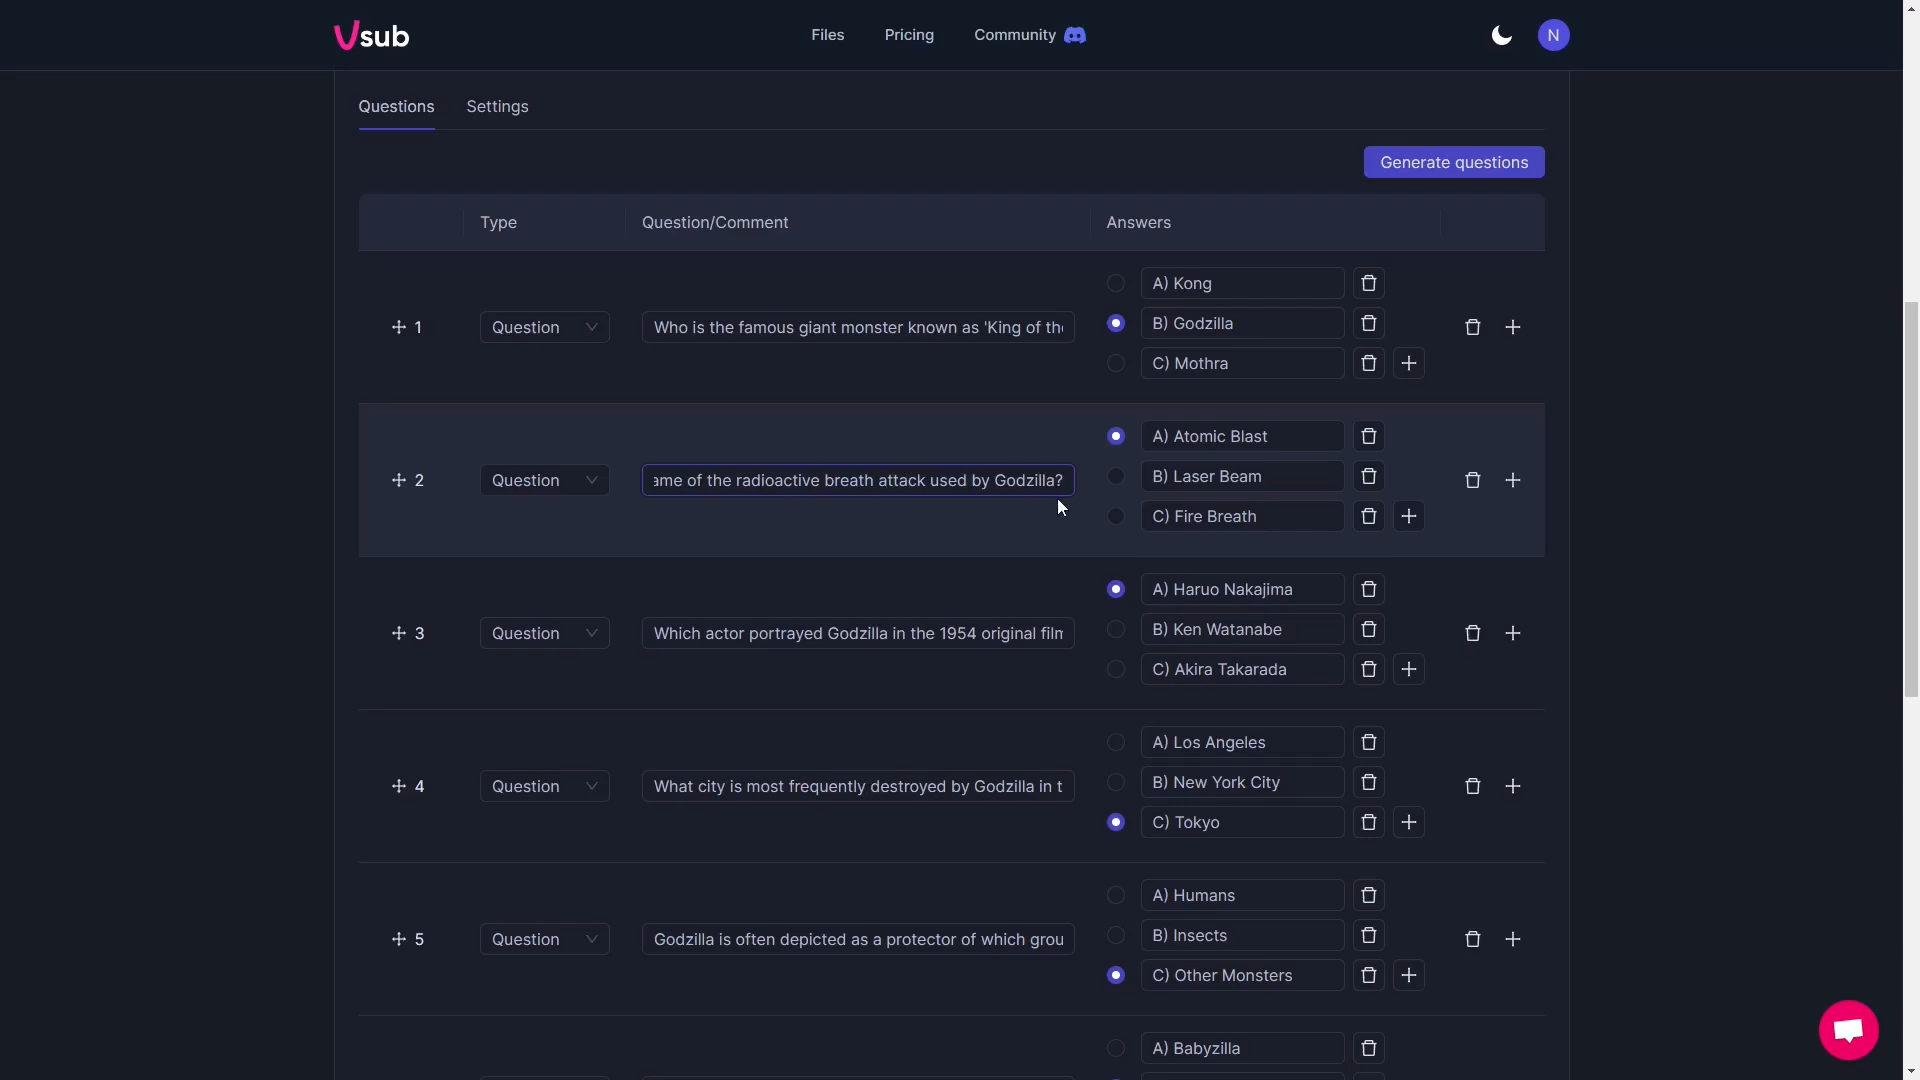 Vsub
Files
Pricing
Community
N
Questions
Settings
Generate questions
Type
Question/Comment
Answers
1
Question
Who is the famous giant monster known as 'King of the
A) Kong
B) Godzilla
C) Mothra
2
Question
ame of the radioactive breath attack used by Godzilla?
A) Atomic Blast
B) Laser Beam
C) Fire Breath
3
Question
Which actor portrayed Godzilla in the 1954 original film
A) Haruo Nakajima
B) Ken Watanabe
C) Akira Takarada
4
Question
What city is most frequently destroyed by Godzilla in t
A) Los Angeles
B) New York City
C) Tokyo
5
Question
Godzilla is often depicted as a protector of which grou
A) Humans
B) Insects
C) Other Monsters
A) Babyzilla